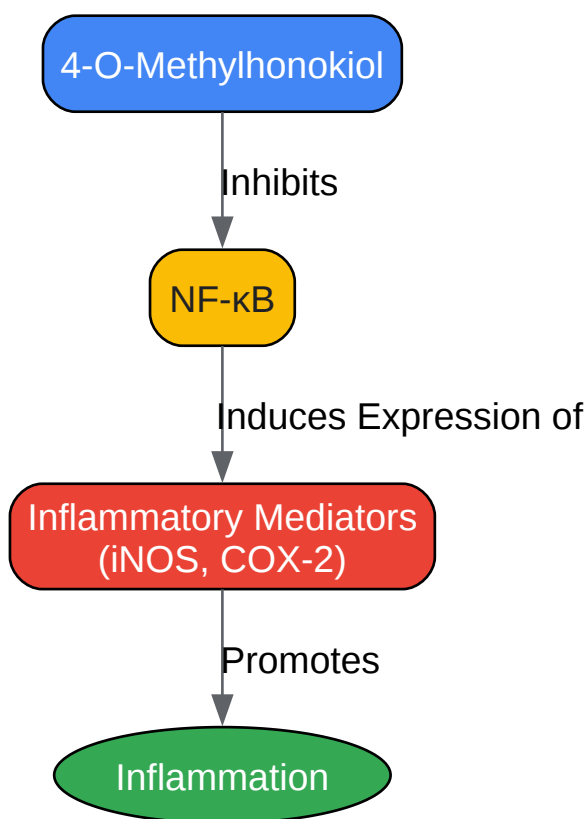 4-O-Methylhonokiol
Inhibits
NF-κB
Induces Expression of
Inflammatory Mediators
(iNOS, COX-2)
Promotes
Inflammation